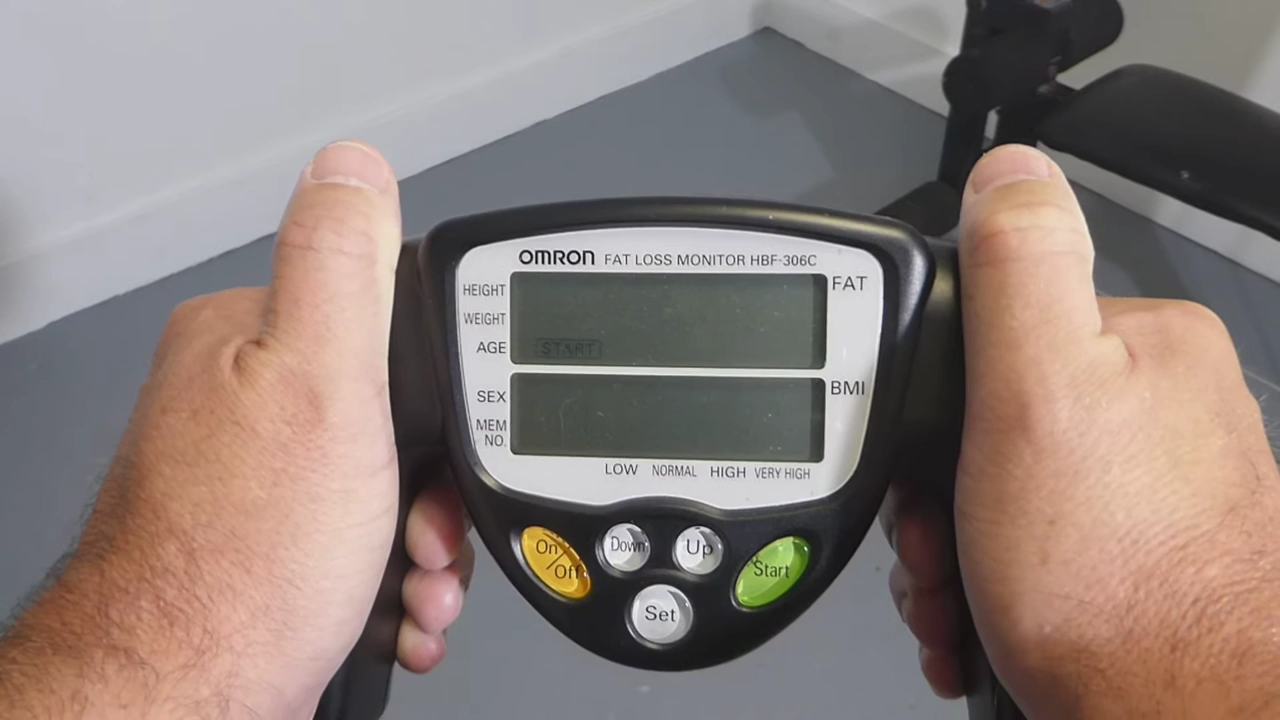 OMRON FAT LOSS MONITOR HBF-306C
HEIGHT
WEIGHT
AGE
START
FAT
SEX
MEM
NO.
BMI
LOW NORMAL HIGH VERY HIGH
On/Off
Down
Up
Start
Set